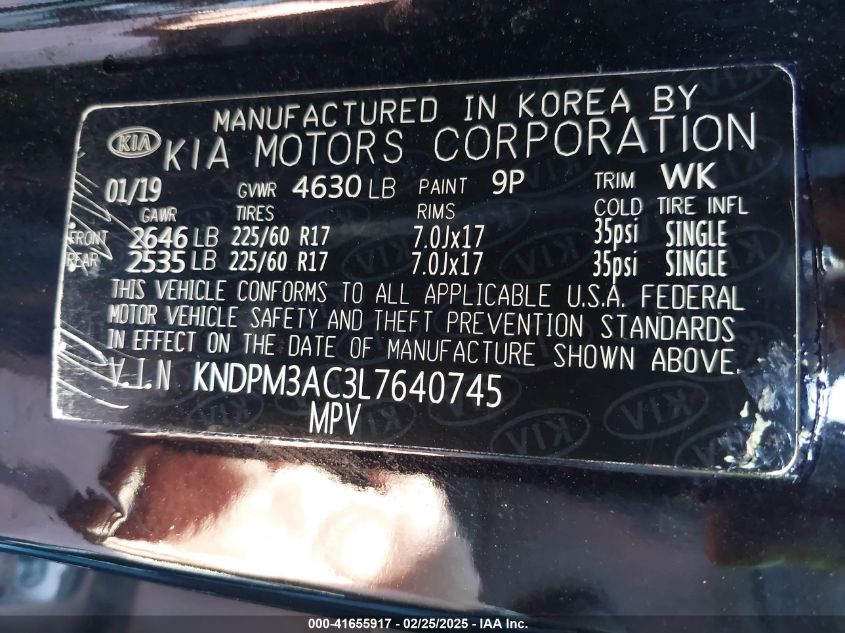 MANUFACTURED IN KOREA BY
KIA KIA MOTORS CORPORATION
01/19 GVWR 4630 LB PAINT 9P TRIM WK
GAWR TIRES RIMS COLD TIRE INFL
FRONT 2646 LB 225/60 R17 7.0Jx17 35psi SINGLE
REAR 2535 LB 225/60 R17 7.0Jx17 35psi SINGLE
THIS VEHICLE CONFORMS TO ALL APPLICABLE U.S.A. FEDERAL
MOTOR VEHICLE SAFETY AND THEFT PREVENTION STANDARDS
IN EFFECT ON THE DATE OF MANUFACTURE SHOWN ABOVE.
V.I.N KNDPM3AC3L7640745
MPV
000-41655917 - 02/25/2025 - IAA Inc.